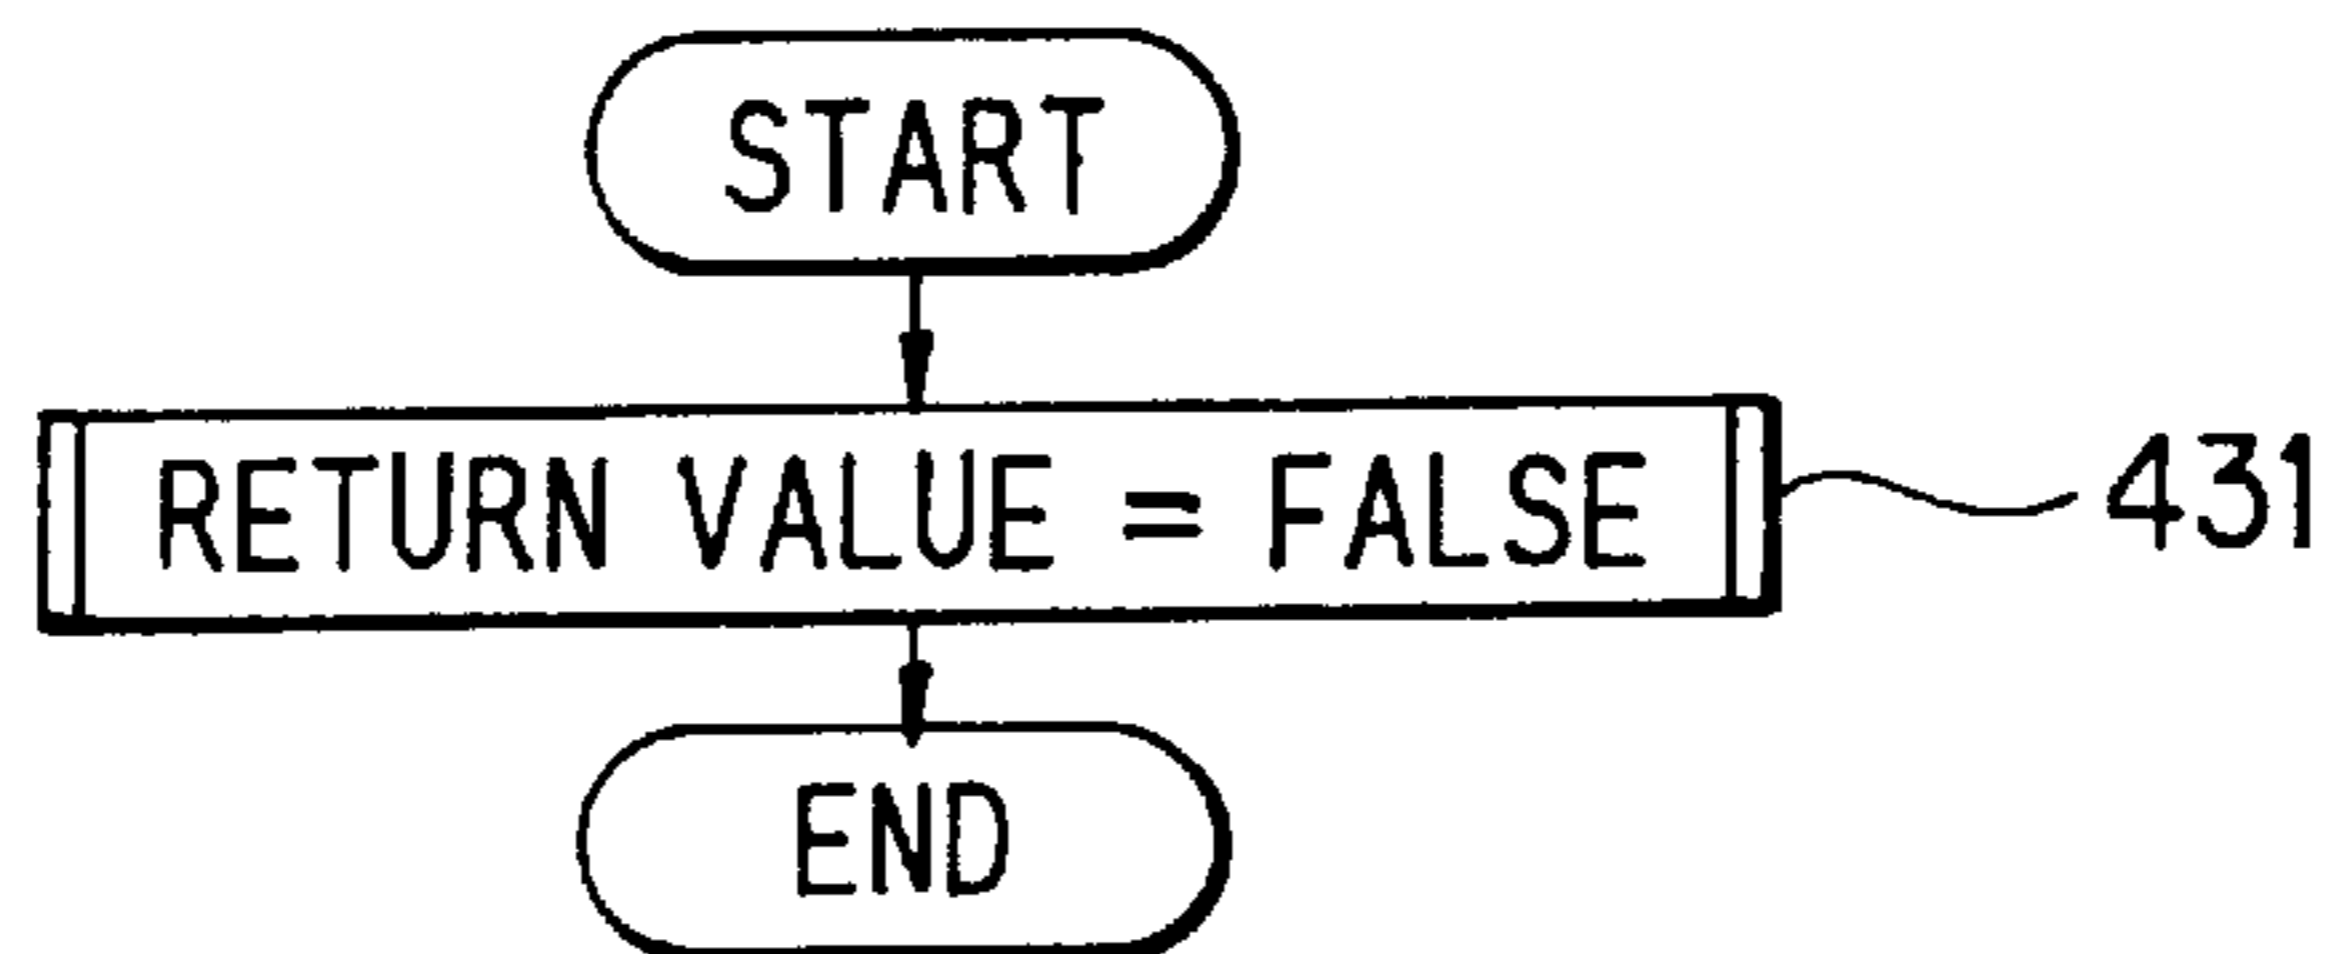 START
RETURN VALUE = FALSE
431
END